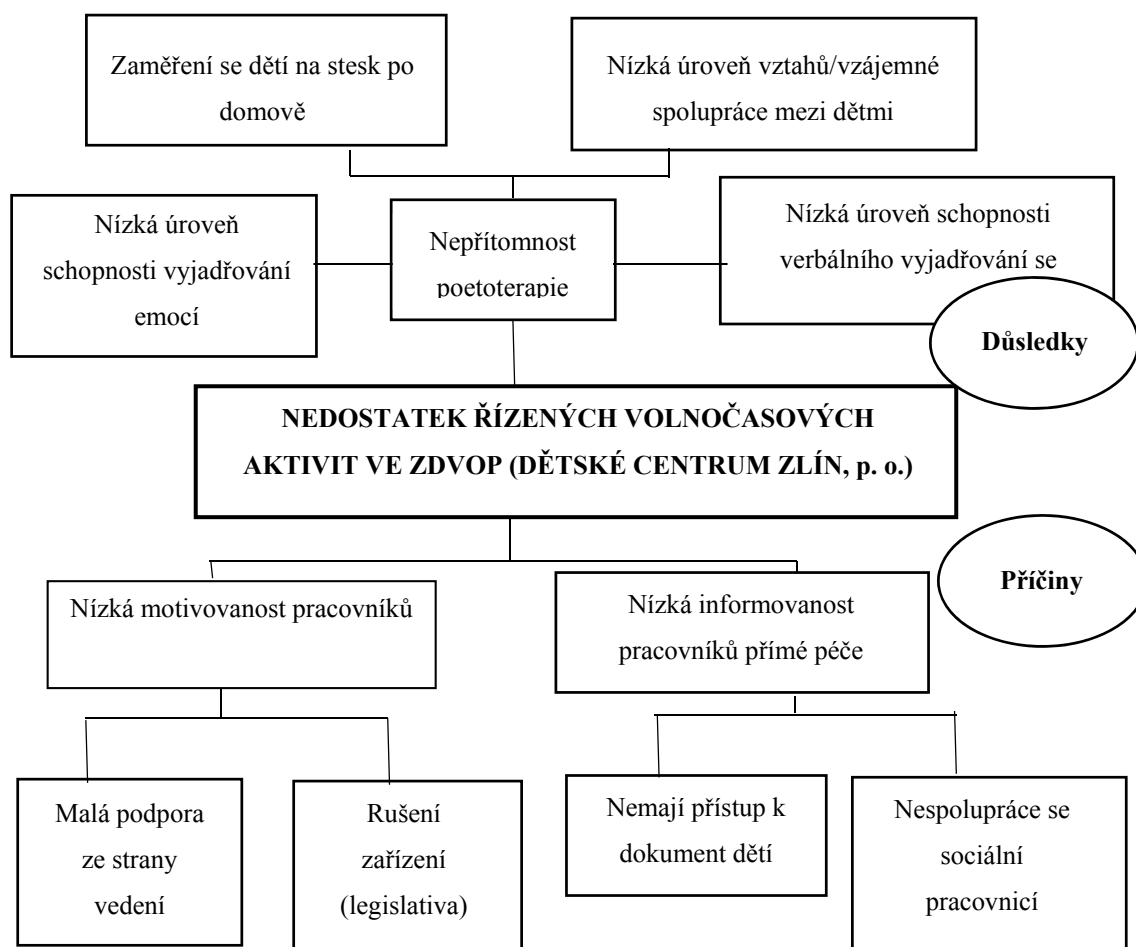 Zaměření se dětí na stesk po
domově
Nízká úroveň vztahů/vzájemné
spolupráce mezi dětmi
Nízká úroveň
schopnosti vyjadřování
emocí
Nepřítomnost
poetoterapie
Nízká úroveň schopnosti
verbálního vyjadřování se
Důsledky
NEDOSTATEK ŘÍZENÝCH VOLNOČASOVÝCH
AKTIVIT VE ZDVOP (DĚTSKÉ CENTRUM ZLÍN, p. o.)
Příčiny
Nízká motivovanost pracovníků
Nízká informovanost
pracovníků přímé péče
Malá podpora
ze strany
vedení
Rušení
zařízení
(legislativa)
Nemají přístup k
dokument dětí
Nespolupráce se
sociální
pracovnicí